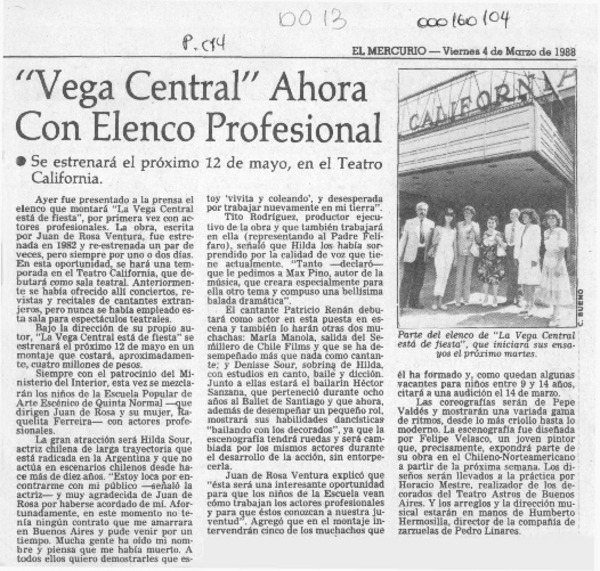 DO13
000160104
P. C14
EL MERCURIO — Viernes 4 de Marzo de 1988
“Vega Central” Ahora
Con Elenco Profesional
● Se estrenará el próximo 12 de mayo, en el Teatro
California.
Ayer fue presentado a la prensa el
elenco que montará “La Vega Central
está de fiesta”, por primera vez con ac-
tores profesionales. La obra, escrita
por Juan de Rosa Ventura, fue estre-
nada en 1982 y re-estrenada un par de
veces, pero siempre por uno o dos días.
En esta oportunidad, se hará una tem-
porada en el Teatro California, que de-
butará como sala teatral. Anteriormen-
te se había ofrecido allí conciertos, re-
vistas y recitales de cantantes extran-
jeros, pero nunca se había empleado es-
ta sala para espectáculos teatrales.
Bajo la dirección de su propio au-
tor, “La Vega Central está de fiesta” se
estrenará el próximo 12 de mayo en un
montaje que costará, aproximadamen-
te, cuatro millones de pesos.
Siempre con el patrocinio del Mi-
nisterio del Interior, esta vez se mezcla-
rán los niños de la Escuela Popular de
Arte Escénico de Quinta Normal —que
dirigen Juan de Rosa y su mujer, Ra-
quelita Ferreira— con actores profe-
sionales.
La gran atracción será Hilda Sour,
actriz chilena de larga trayectoria que
está radicada en la Argentina y que no
actúa en escenarios chilenos desde ha-
ce más de diez años. “Estoy loca por en-
contrarme con mi público —señaló la
actriz— y muy agradecida de Juan de
Rosa por haberse acordado de mí. Afor-
tunadamente, en este momento no te-
nía ningún contrato que me amarrara
en Buenos Aires y pude venir por un
tiempo. Mucha gente ha oído mi nom-
bre y piensa que me había muerto. A
todos ellos quiero demostrarles que es-
toy ‘vivita y coleando’, y desesperada
por trabajar nuevamente en mi tierra”.
Tito Rodríguez, productor ejecuti-
vo de la obra y que también trabajará
en ella (representando al Padre Felí-
faro), señaló que Hilda los había sor-
prendido por la calidad de voz que tie-
ne actualmente. “Tanto —declaró— que
le pedimos a Max Pino, autor de la
música, que creara especialmente para
ella otro tema y compuso una bellísima
balada dramática”.
El cantante Patricio Renán debu-
tará como actor en esta puesta en esce-
na y también lo harán otras dos mu-
chachas: María Manola, salida del Se-
millero de Chile Films y que se ha de-
sempeñado más que nada como cantan-
te; y Denisse Sour, sobrina de Hilda,
con estudios en canto, baile y dicción.
Junto a ellas estará el bailarín Héctor
Sanzana, que perteneció durante ocho
años al Ballet de Santiago y que ahora,
además de desempeñar un pequeño rol,
mostrará sus habilidades dancísticas
“bailando con los decorados”, ya que la
escenografía tendrá ruedas y será cam-
biada por los mismos actores durante
el desarrollo de la acción, sin entorpe-
cerla.
Juan de Rosa Ventura explicó que
“ésta será una interesante oportunidad
para que los niños de la Escuela vean
cómo trabajan los actores profesionales
y para que éstos conozcan a nuestra ju-
ventud”. Agregó que en el montaje in-
tervendrán cinco de los muchachos que
CALIFORNIA
C. BUENO
Parte del elenco de “La Vega Central
está de fiesta”, que iniciará sus ensa-
yos el próximo martes.
él ha formado y, como quedan algunas
vacantes para niños entre 9 y 14 años,
citará a una audición el 14 de marzo.
Las coreografías serán de Pepe
Valdés y mostrarán una variada gama
de ritmos, desde lo más criollo hasta lo
moderno. La escenografía fue diseñada
por Felipe Velasco, un joven pintor
que, precisamente, expondrá parte de
su obra en el Chileno-Norteamericano
a partir de la próxima semana. Los di-
seños serán llevados a la práctica por
Horacio Mestre, realizador de los de-
corados del Teatro Astros de Buenos
Aires. Y los arreglos y la dirección mu-
sical estarán en manos de Humberto
Hermosilla, director de la compañía de
zarzuelas de Pedro Linares.